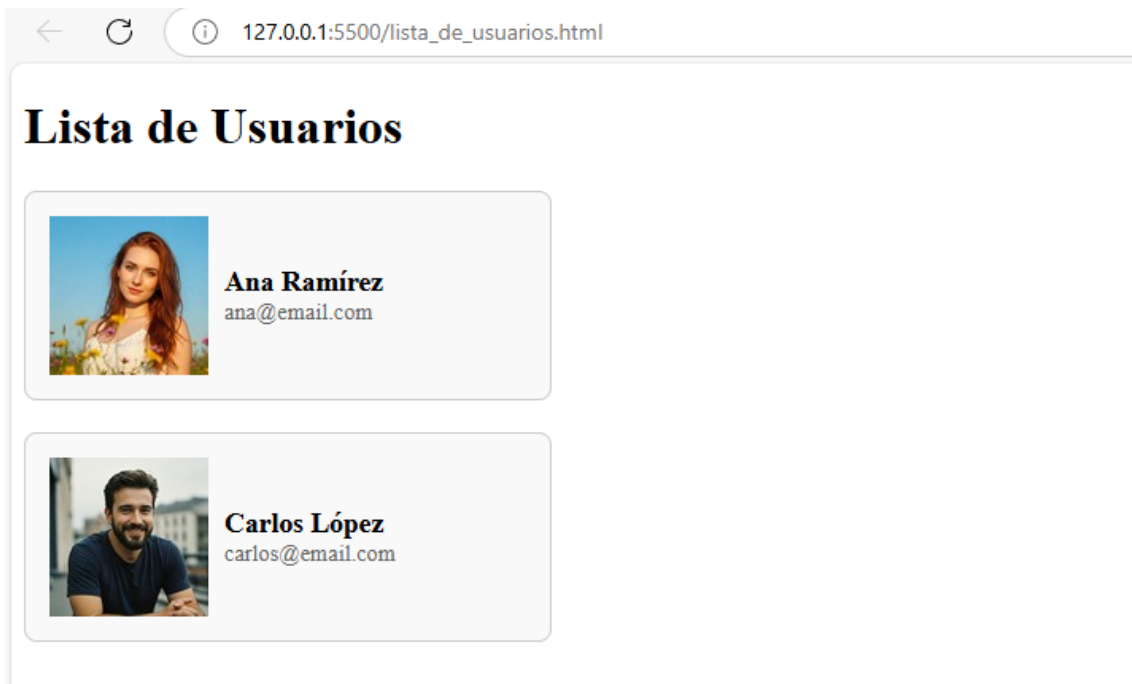 127.0.0.1:5500/lista_de_usuarios.html
Lista de Usuarios
Ana Ramírez
ana@email.com
Carlos López
carlos@email.com